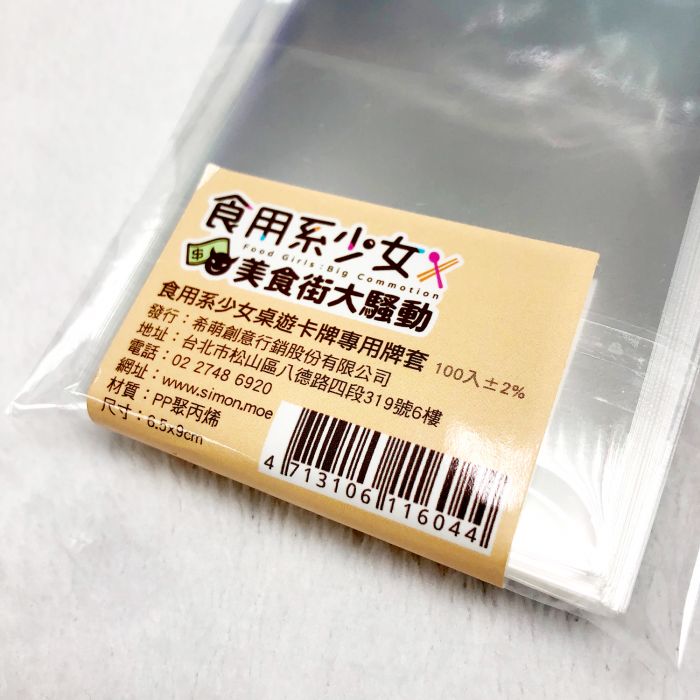 食用系少女
Food Girls:Big Commotion
串
美食街大騷動
食用系少女桌遊卡牌專用牌套 100入±2%
發行：希萌創意行銷股份有限公司
地址：台北市松山區八德路四段319號6樓
電話：02 2748 6920
網址：www.simon.moe
材質：PP聚丙烯
尺寸：6.5x9cm
4 713106 116044